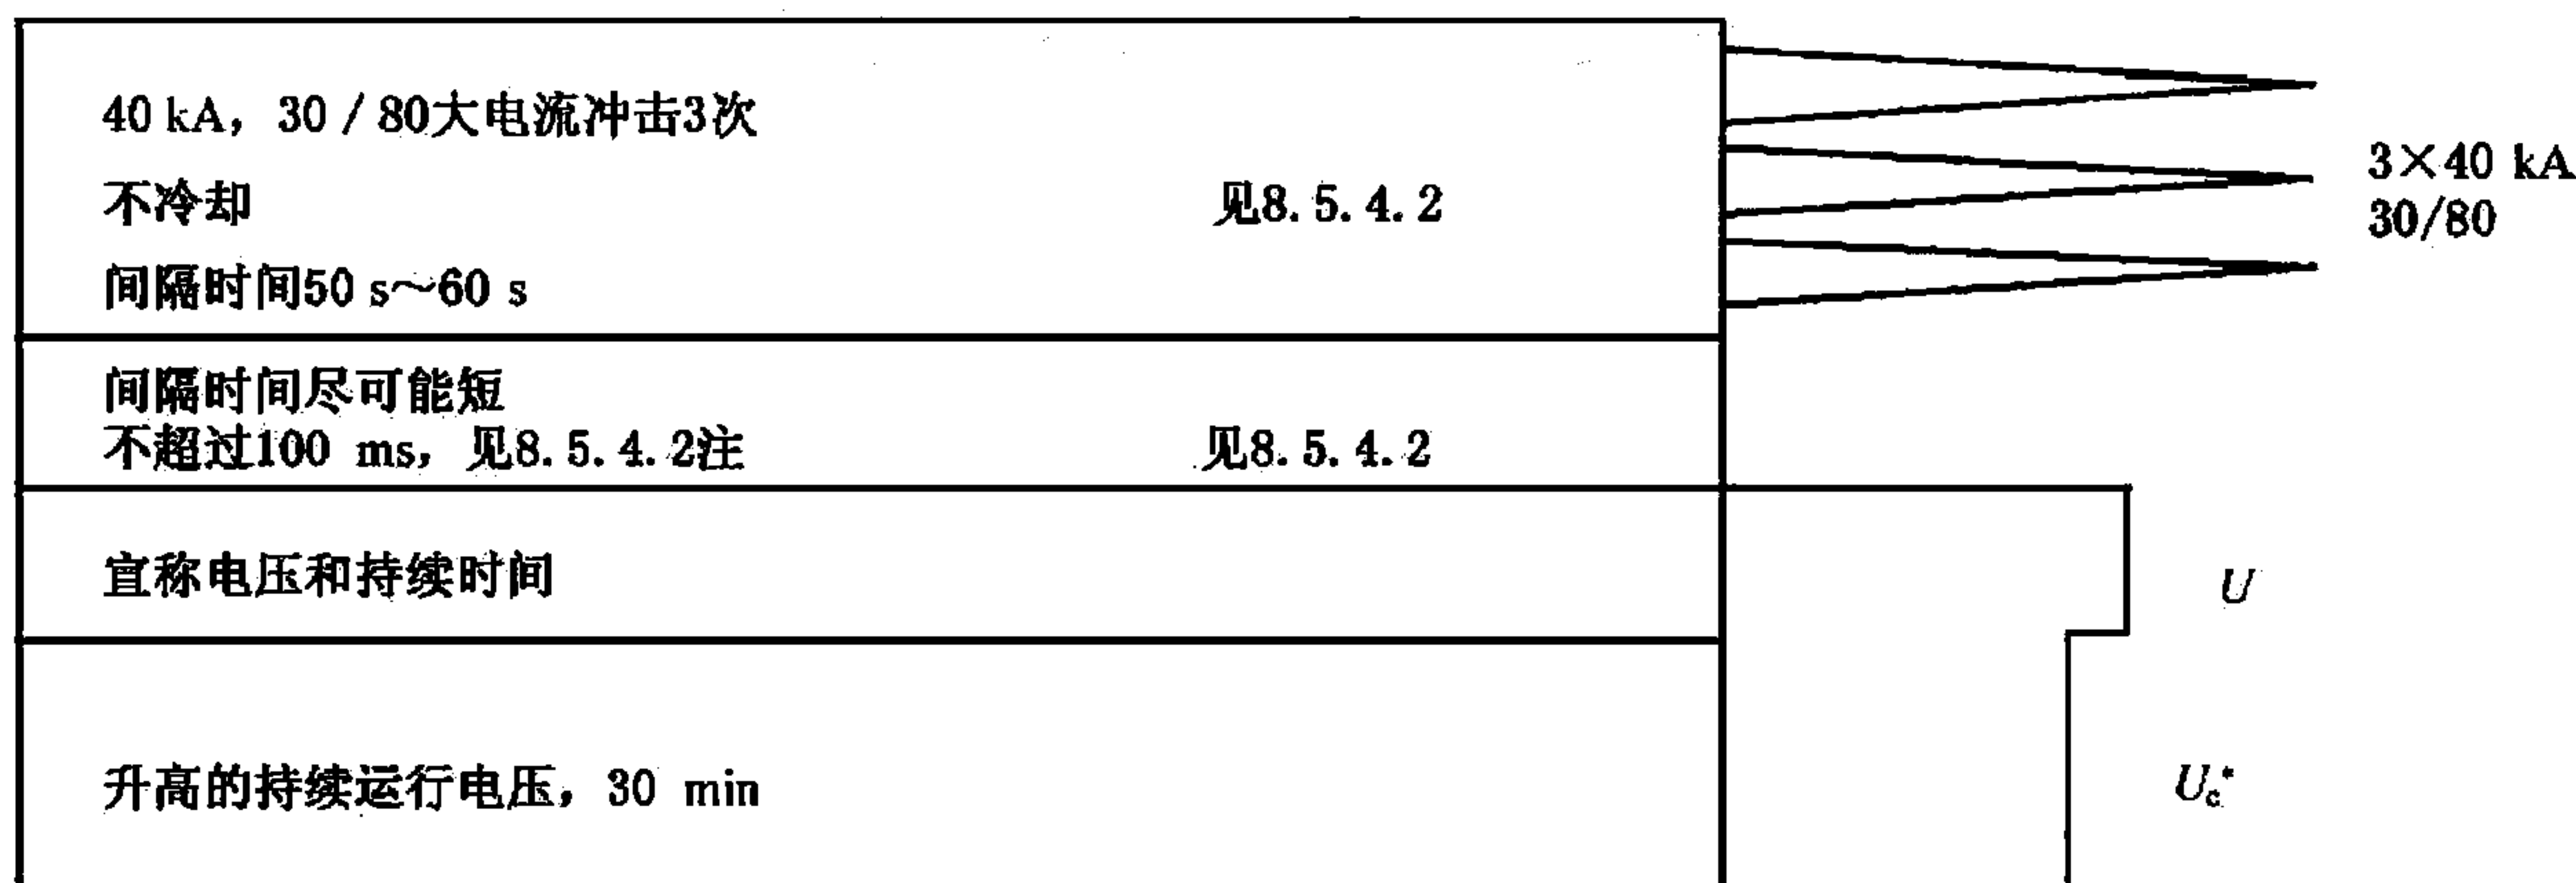 40 kA，30／80大电流冲击3次
不冷却
见8.5.4.2
间隔时间50 s～60 s
3×40 kA
30/80
间隔时间尽可能短
不超过100 ms，见8.5.4.2注
见8.5.4.2
宣称电压和持续时间
U
升高的持续运行电压，30 min
Uc*